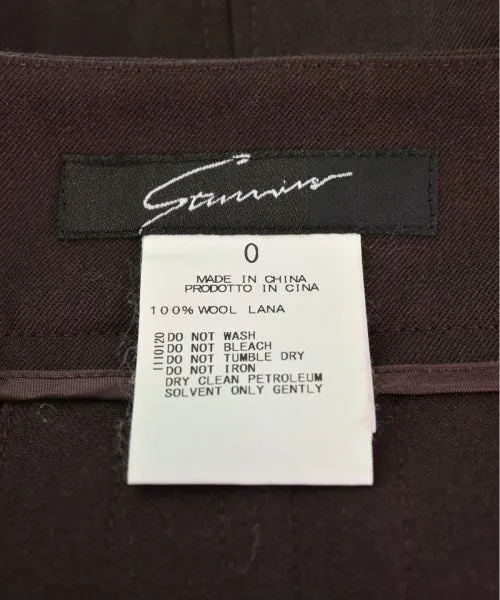 0
MADE IN CHINA
PRODOTTO IN CINA
100% WOOL LANA
1110120
DO NOT WASH
DO NOT BLEACH
DO NOT TUMBLE DRY
DO NOT IRON
DRY CLEAN PETROLEUM
SOLVENT ONLY GENTLY